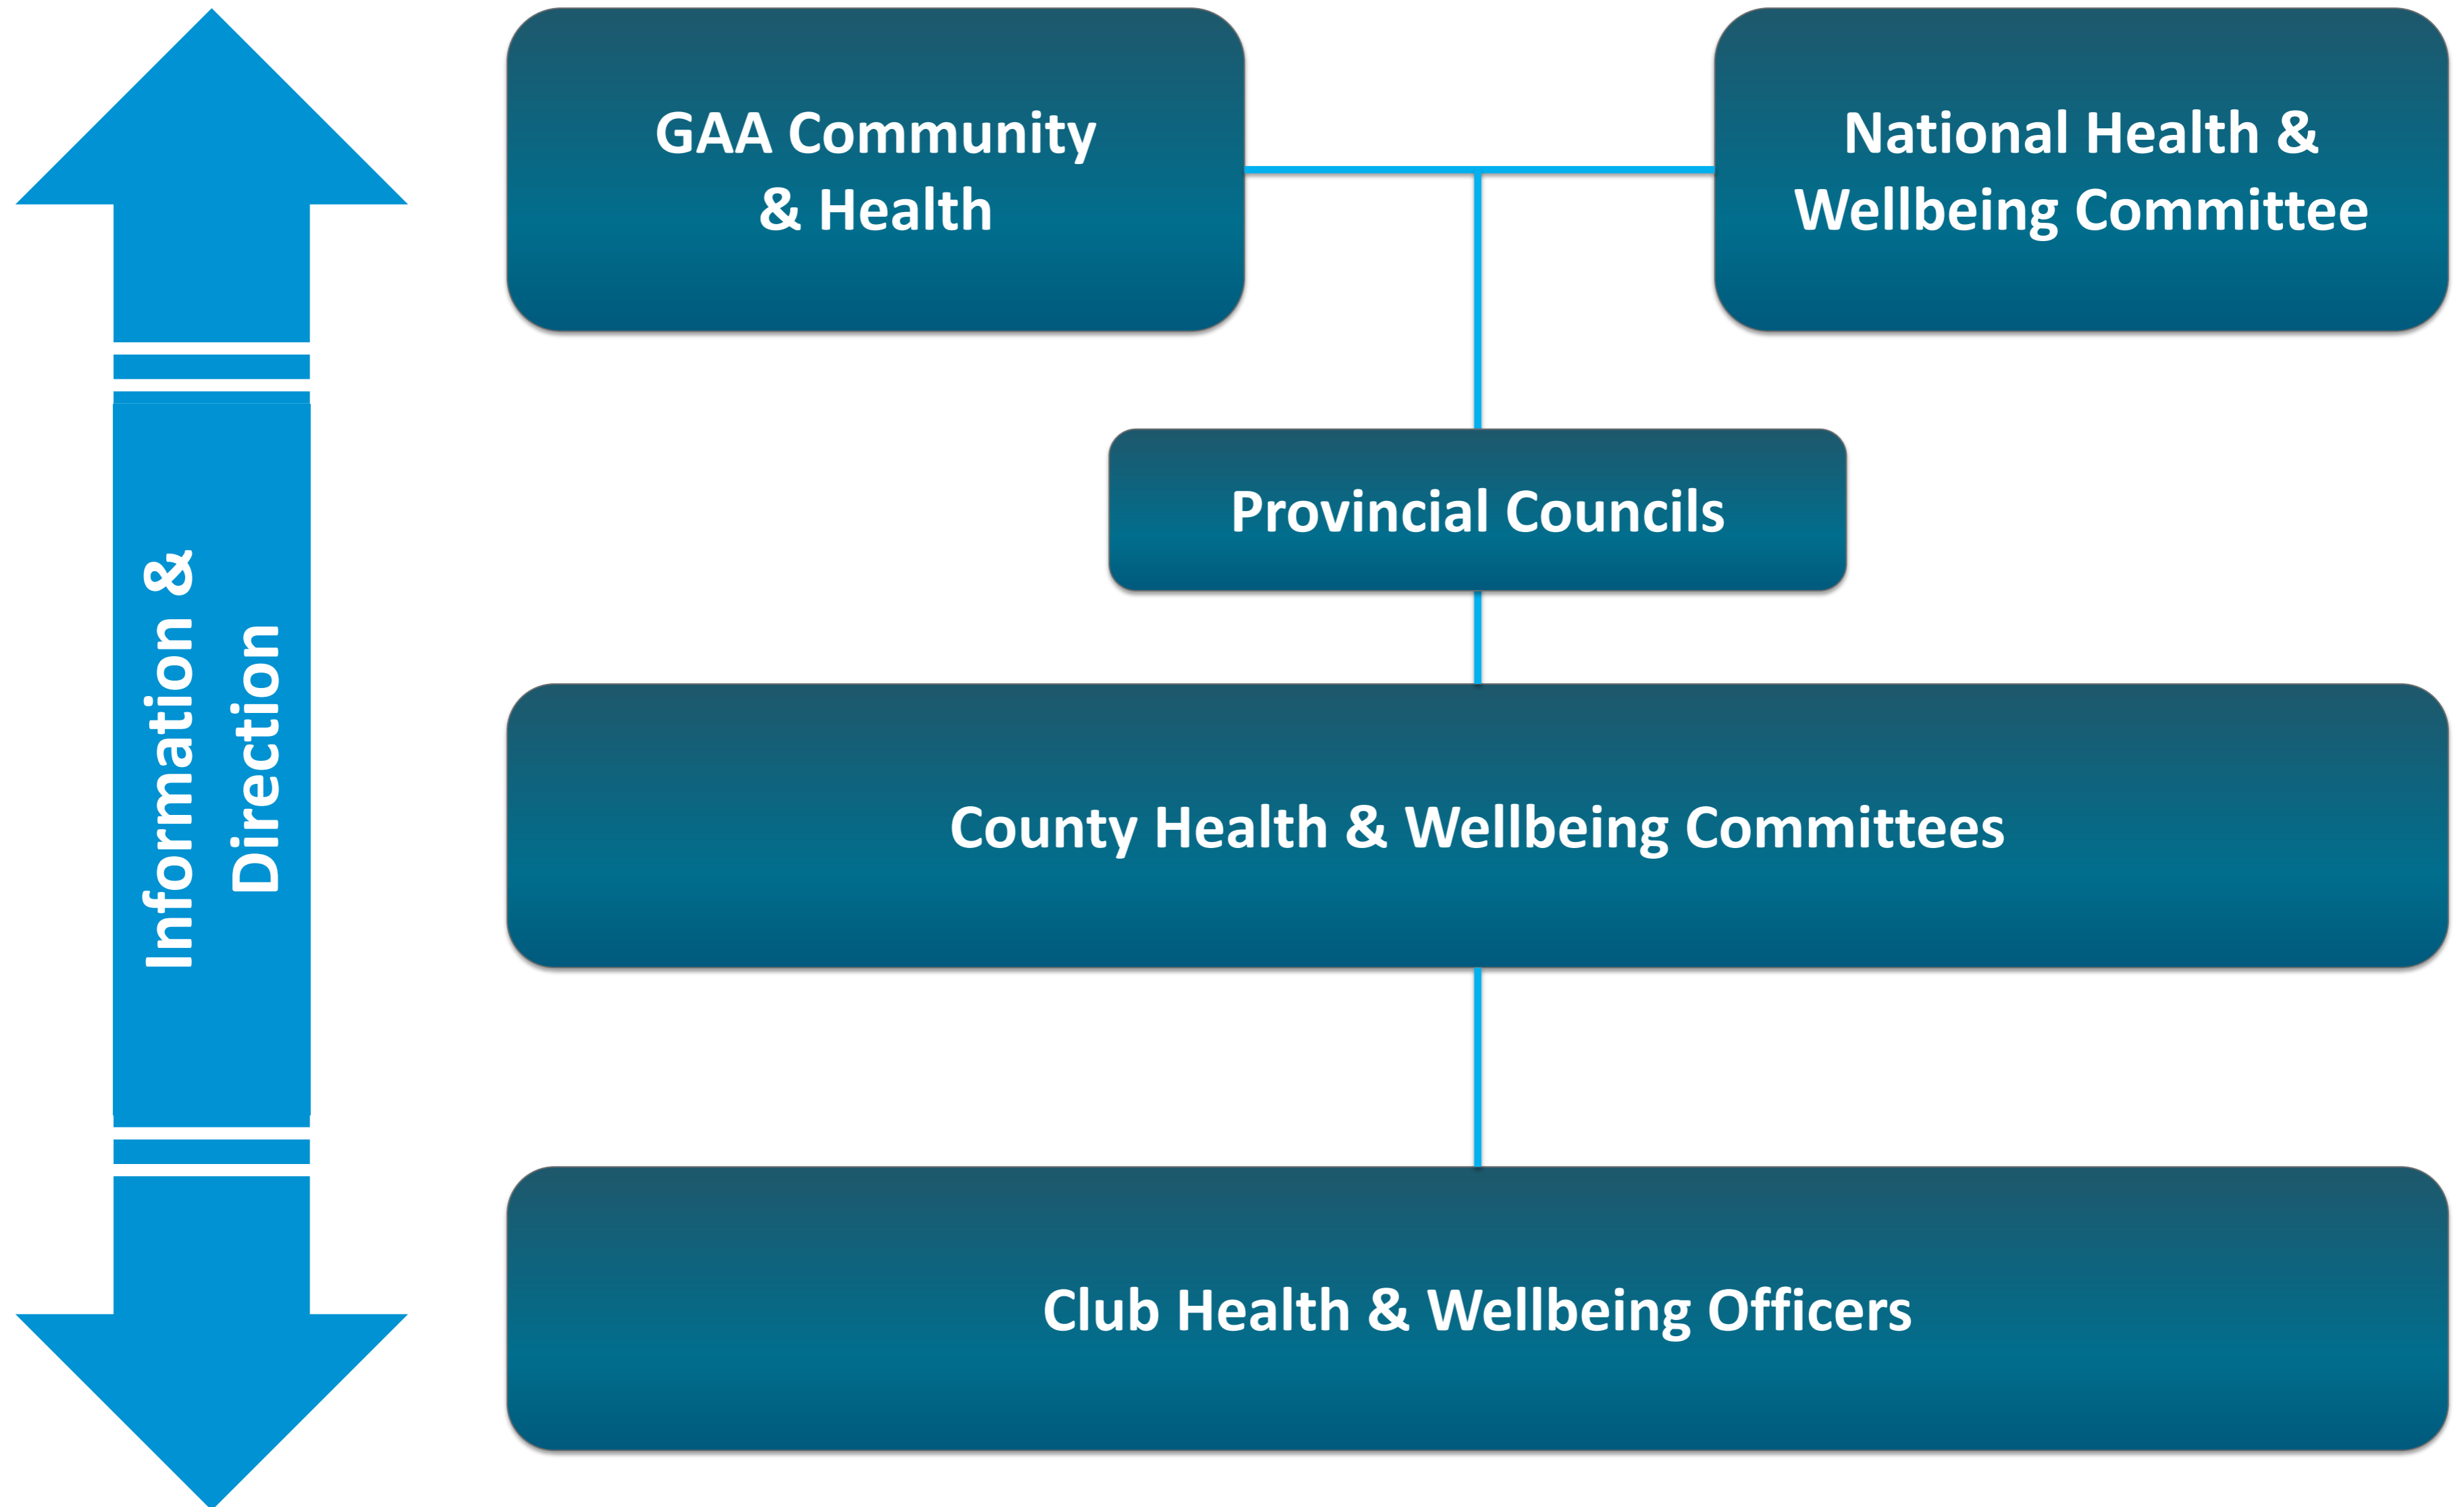 GAA Community
& Health
National Health &
Wellbeing Committee
Provincial Councils
Information &
Direction
County Health & Wellbeing Committees
Club Health & Wellbeing Officers